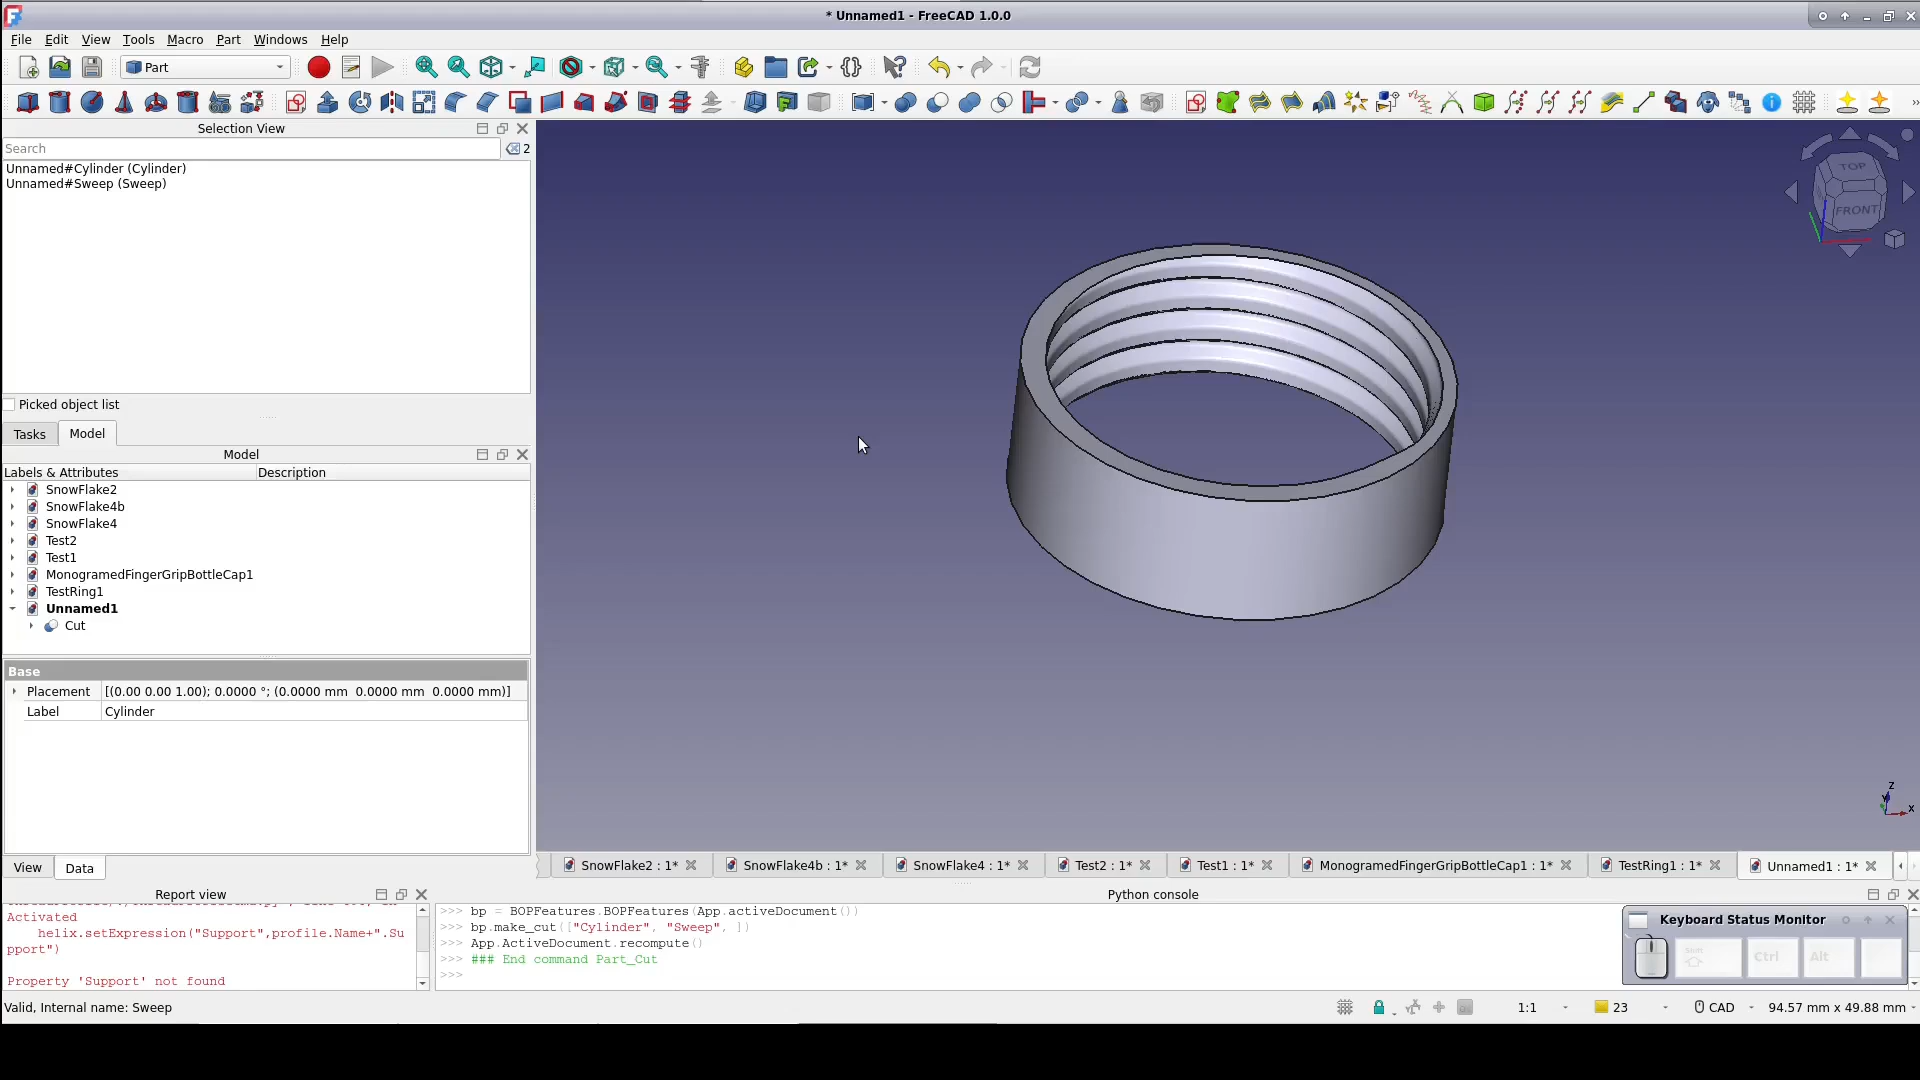 * Unnamed1 - FreeCAD 1.0.0
File Edit View Tools Macro Part Windows Help
Part
Selection View
Search
2
Unnamed#Cylinder (Cylinder)
Unnamed#Sweep (Sweep)
Picked object list
Tasks Model
Model
Labels & Attributes Description
SnowFlake2
SnowFlake4b
SnowFlake4
Test2
Test1
MonogramedFingerGripBottleCap1
TestRing1
Unnamed1
Cut
Base
Placement [(0.00 0.00 1.00); 0.0000 °; (0.0000 mm 0.0000 mm 0.0000 mm)]
Label Cylinder
View Data
TOP
FRONT
Z
X
SnowFlake2 : 1* SnowFlake4b : 1* SnowFlake4 : 1* Test2 : 1* Test1 : 1* MonogramedFingerGripBottleCap1 : 1* TestRing1 : 1* Unnamed1 : 1*
Report view
Activated
helix.setExpression("Support",profile.Name+".Su
pport")
Property 'Support' not found
Python console
>>> bp = BOPFeatures.BOPFeatures(App.activeDocument())
>>> bp.make_cut(["Cylinder", "Sweep", ])
>>> App.ActiveDocument.recompute()
>>> ### End command Part_Cut
>>>
Keyboard Status Monitor
Shift Ctrl Alt
Valid, Internal name: Sweep
1:1 23 CAD 94.57 mm x 49.88 mm